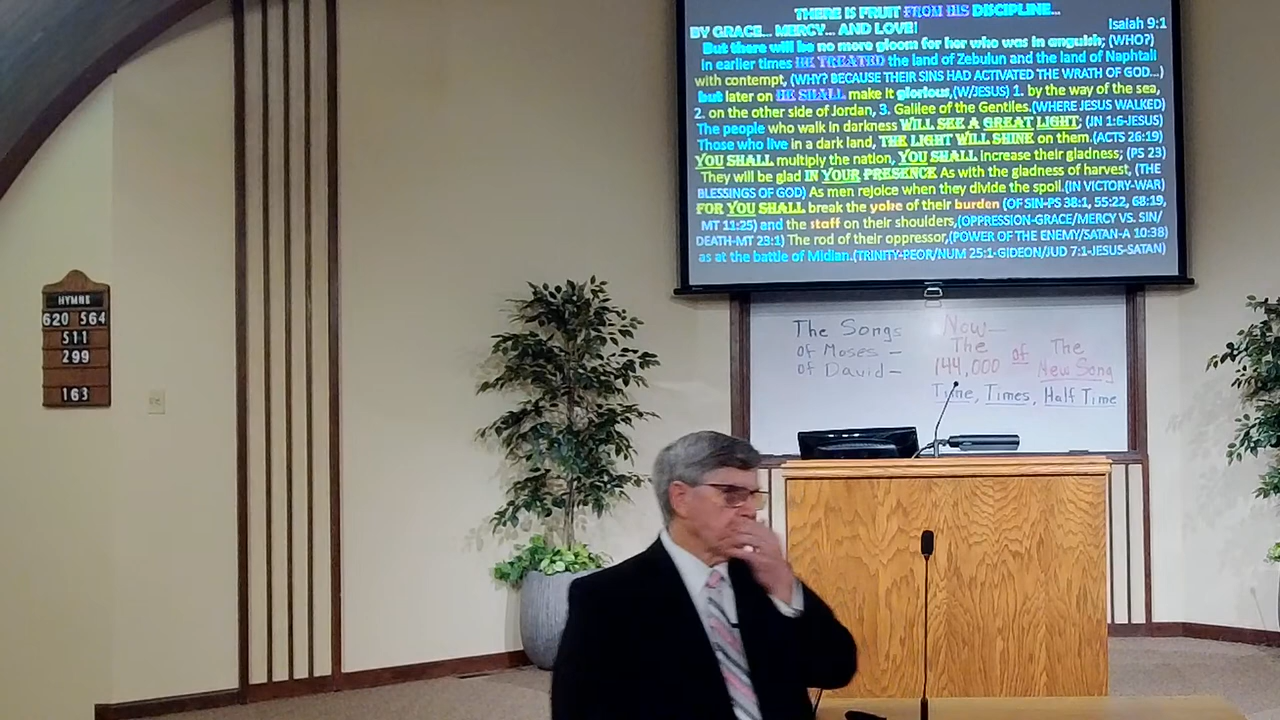 THERE IS FRUIT FROM HIS DISCIPLINE...
BY GRACE... MERCY... AND LOVE! Isaiah 9:1
But there will be no more gloom for her who was in anguish; (WHO?)
In earlier times HE TREATED the land of Zebulun and the land of Naphtali
with contempt, (WHY? BECAUSE THEIR SINS HAD ACTIVATED THE WRATH OF GOD...)
but later on HE SHALL make it glorious,(W/JESUS) 1. by the way of the sea,
2. on the other side of Jordan, 3. Galilee of the Gentiles.(WHERE JESUS WALKED)
The people who walk in darkness WILL SEE A GREAT LIGHT; (JN 1:6-JESUS)
Those who live in a dark land, THE LIGHT WILL SHINE on them.(ACTS 26:19)
YOU SHALL multiply the nation, YOU SHALL increase their gladness; (PS 23)
They will be glad IN YOUR PRESENCE As with the gladness of harvest, (THE
BLESSINGS OF GOD) As men rejoice when they divide the spoil.(IN VICTORY-WAR)
FOR YOU SHALL break the yoke of their burden (OF SIN-PS 38:1, 55:22, 68:19,
MT 11:25) and the staff on their shoulders,(OPPRESSION-GRACE/MERCY VS. SIN/
DEATH-MT 23:1) The rod of their oppressor,(POWER OF THE ENEMY/SATAN-A 10:38)
as at the battle of Midian.(TRINITY-PEOR/NUM 25:1-GIDEON/JUD 7:1-JESUS-SATAN)
The Songs
of Moses –
of David –
Now—
The
144,000 of The
New Song
Time, Times, Half Time
HYMNS
620 564
511
299
163